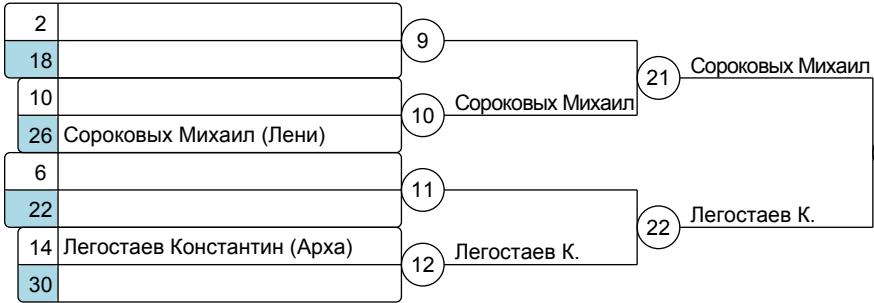 2
9
18
21
Сороковых Михаил
10
10
Сороковых Михаил
26
Сороковых Михаил (Лени)
6
11
22
22
Легостаев К.
14
Легостаев Константин (Арха)
12
Легостаев К.
30